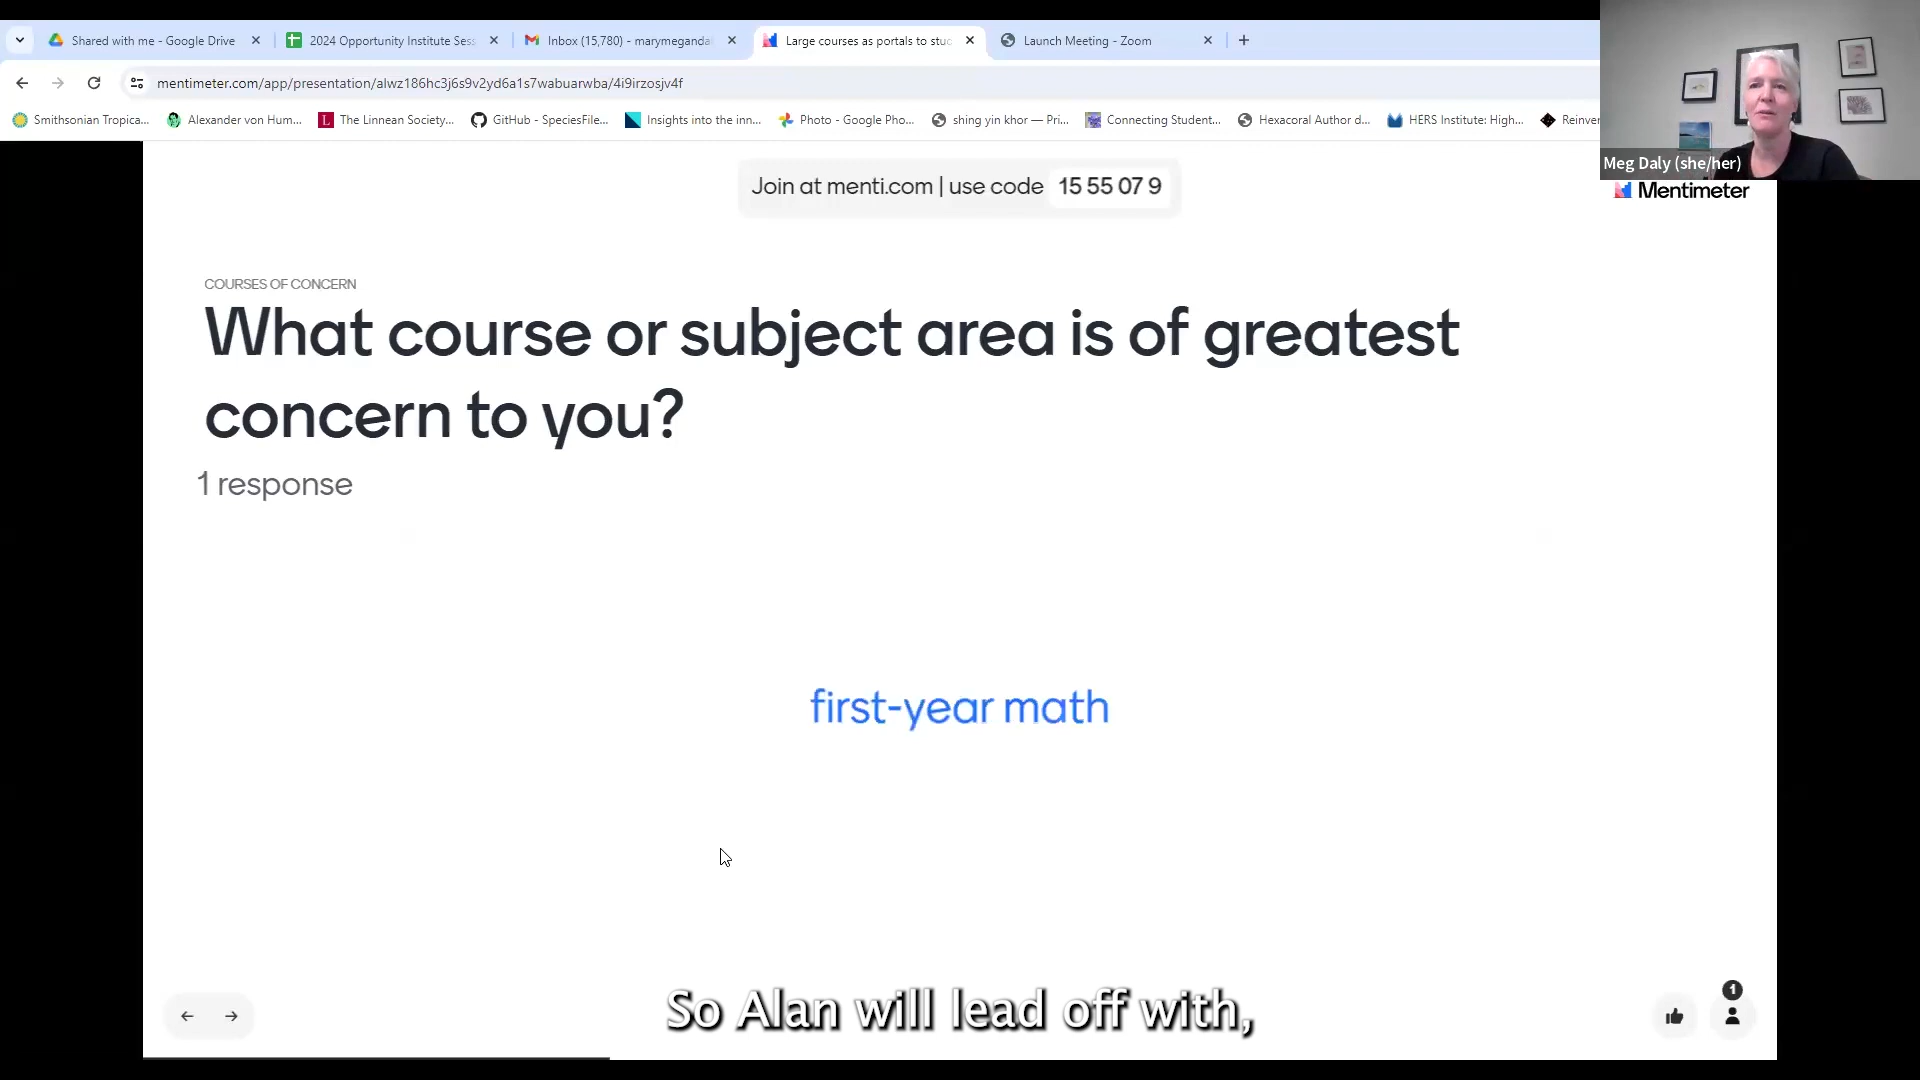 Shared with me - Google Drive
2024 Opportunity Institute Sess
Inbox (15,780) - marymeganda
Large courses as portals to stuc
Launch Meeting - Zoom
mentimeter.com/app/presentation/alwz186hc3j6s9v2yd6a1s7wabuarwba/4i9irzosjv4f
Smithsonian Tropica...
Alexander von Hum...
The Linnean Society...
GitHub - SpeciesFile...
Insights into the inn...
Photo - Google Pho...
shing yin khor — Pri...
Connecting Student...
Hexacoral Author d...
HERS Institute: High...
Reinver
Meg Daly (she/her)
Join at menti.com | use code 15 55 07 9
Mentimeter
COURSES OF CONCERN
What course or subject area is of greatest
concern to you?
1 response
first-year math
1
So Alan will lead off with,